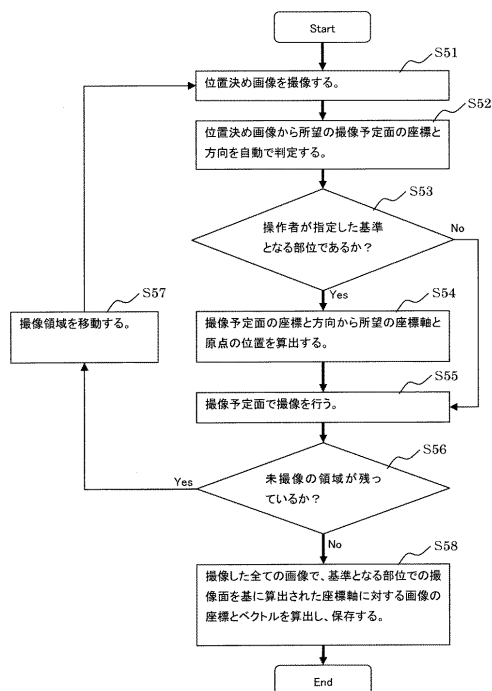 Start
S51
位置決め画像を撮像する。
S52
位置決め画像から所望の撮像予定面の座標と
方向を自動で判定する。
S53
操作者が指定した基準
となる部位であるか？
No
Yes
S54
撮像予定面の座標と方向から所望の座標軸と
原点の位置を算出する。
S57
撮像領域を移動する。
S55
撮像予定面で撮像を行う。
S56
未撮像の領域が残っ
ているか？
Yes
No
S58
撮像した全ての画像で、基準となる部位での撮
像面を基に算出された座標軸に対する画像の
座標とベクトルを算出し、保存する。
End